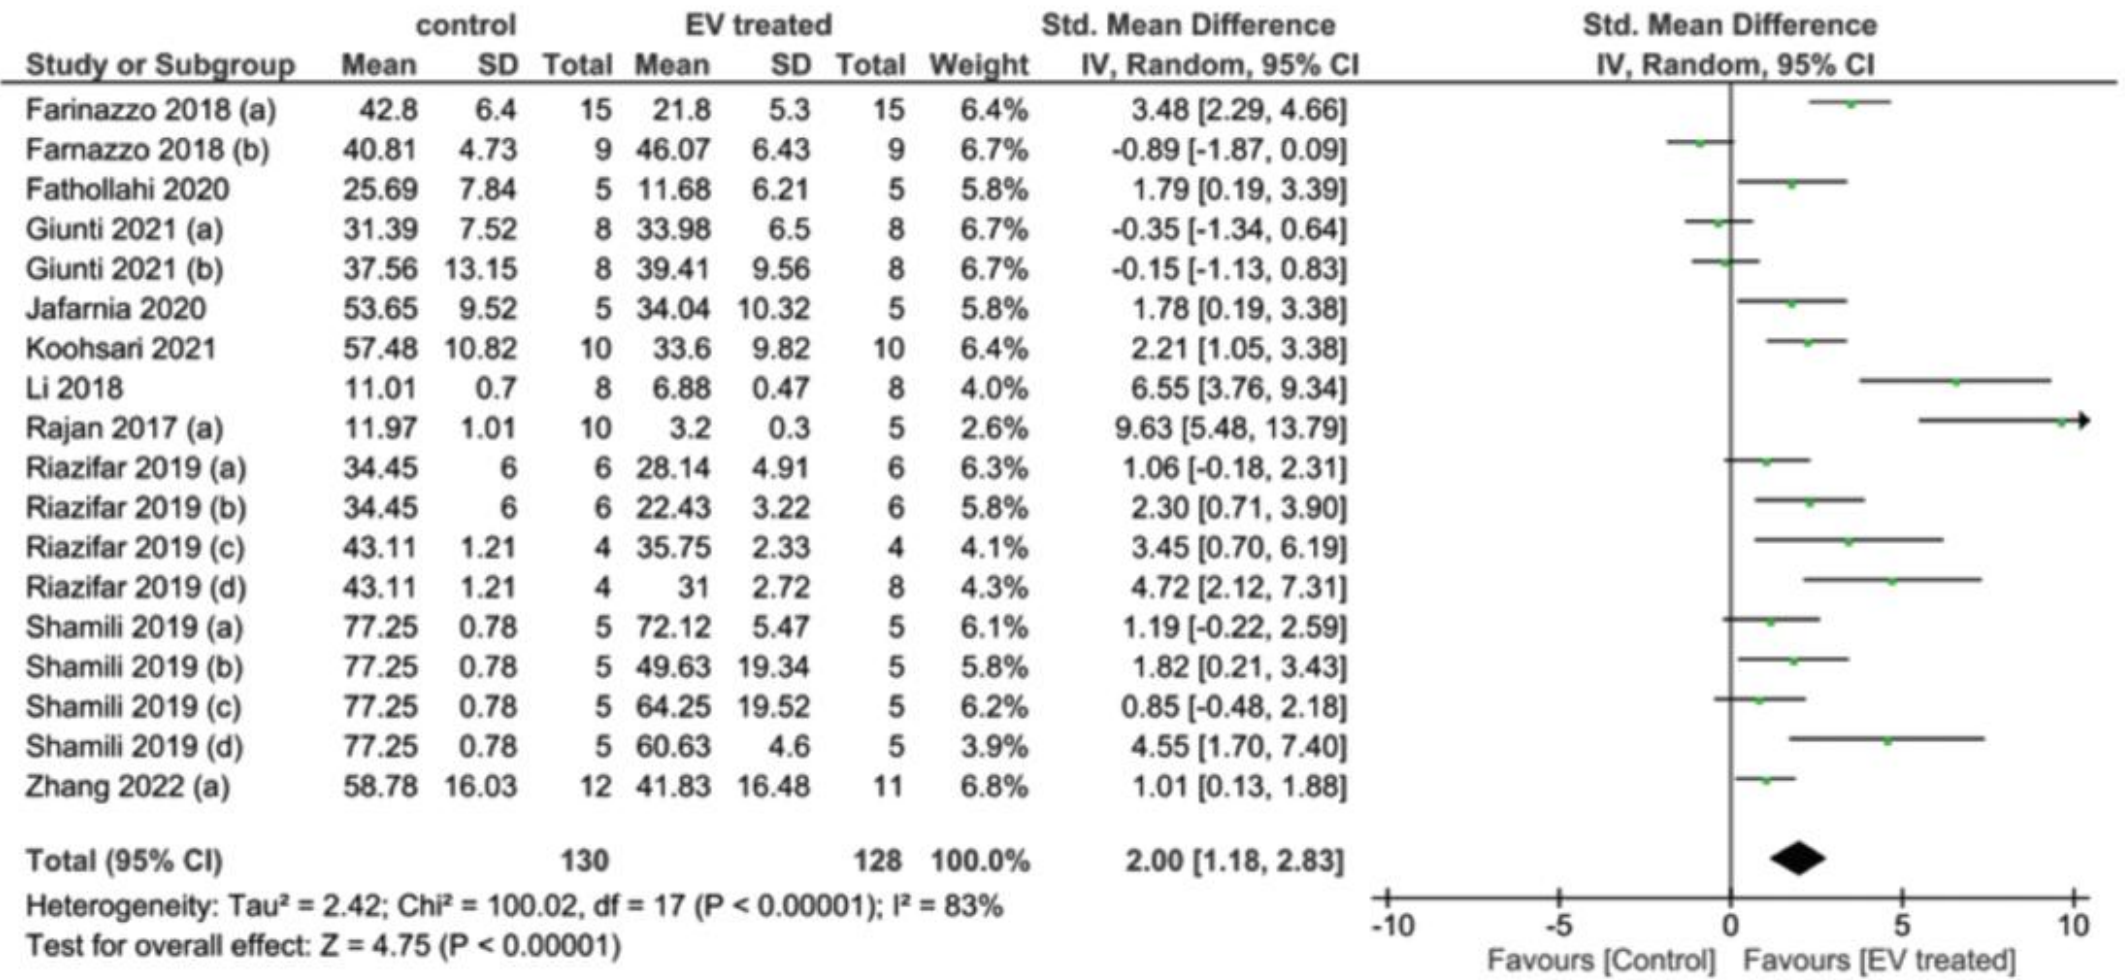 control EV treated Std. Mean Difference Std. Mean Difference
Study or Subgroup Mean SD Total Mean SD Total Weight IV, Random, 95% CI IV, Random, 95% CI
Farinazzo 2018 (a) 42.8 6.4 15 21.8 5.3 15 6.4% 3.48 [2.29, 4.66]
Farnazzo 2018 (b) 40.81 4.73 9 46.07 6.43 9 6.7% -0.89 [-1.87, 0.09]
Fathollahi 2020 25.69 7.84 5 11.68 6.21 5 5.8% 1.79 [0.19, 3.39]
Giunti 2021 (a) 31.39 7.52 8 33.98 6.5 8 6.7% -0.35 [-1.34, 0.64]
Giunti 2021 (b) 37.56 13.15 8 39.41 9.56 8 6.7% -0.15 [-1.13, 0.83]
Jafarnia 2020 53.65 9.52 5 34.04 10.32 5 5.8% 1.78 [0.19, 3.38]
Koohsari 2021 57.48 10.82 10 33.6 9.82 10 6.4% 2.21 [1.05, 3.38]
Li 2018 11.01 0.7 8 6.88 0.47 8 4.0% 6.55 [3.76, 9.34]
Rajan 2017 (a) 11.97 1.01 10 3.2 0.3 5 2.6% 9.63 [5.48, 13.79]
Riazifar 2019 (a) 34.45 6 6 28.14 4.91 6 6.3% 1.06 [-0.18, 2.31]
Riazifar 2019 (b) 34.45 6 6 22.43 3.22 6 5.8% 2.30 [0.71, 3.90]
Riazifar 2019 (c) 43.11 1.21 4 35.75 2.33 4 4.1% 3.45 [0.70, 6.19]
Riazifar 2019 (d) 43.11 1.21 4 31 2.72 8 4.3% 4.72 [2.12, 7.31]
Shamili 2019 (a) 77.25 0.78 5 72.12 5.47 5 6.1% 1.19 [-0.22, 2.59]
Shamili 2019 (b) 77.25 0.78 5 49.63 19.34 5 5.8% 1.82 [0.21, 3.43]
Shamili 2019 (c) 77.25 0.78 5 64.25 19.52 5 6.2% 0.85 [-0.48, 2.18]
Shamili 2019 (d) 77.25 0.78 5 60.63 4.6 5 3.9% 4.55 [1.70, 7.40]
Zhang 2022 (a) 58.78 16.03 12 41.83 16.48 11 6.8% 1.01 [0.13, 1.88]
Total (95% CI) 130 128 100.0% 2.00 [1.18, 2.83]
Heterogeneity: Tau² = 2.42; Chi² = 100.02, df = 17 (P < 0.00001); I² = 83%
Test for overall effect: Z = 4.75 (P < 0.00001)
-10 -5 0 5 10
Favours [Control] Favours [EV treated]